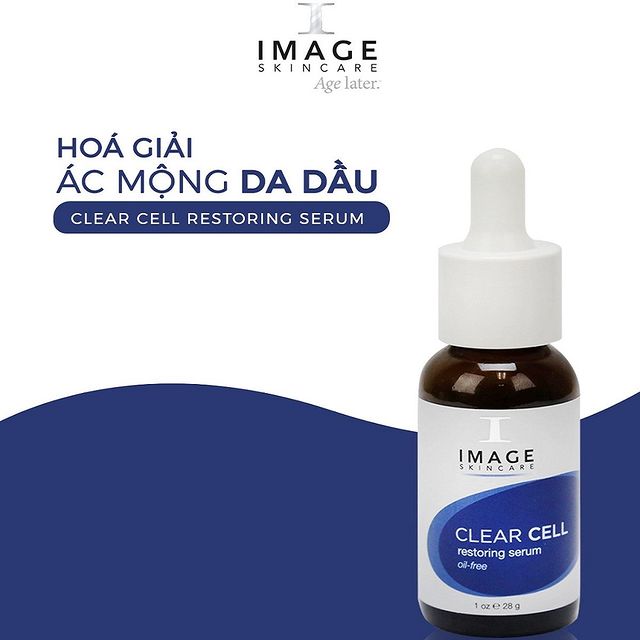 IMAGE
SKINCARE
Age later.™
HOÁ GIẢI
ÁC MỘNG DA DẦU
CLEAR CELL RESTORING SERUM
IMAGE
SKINCARE
CLEAR CELL
restoring serum
oil-free
1 oz e 28 g